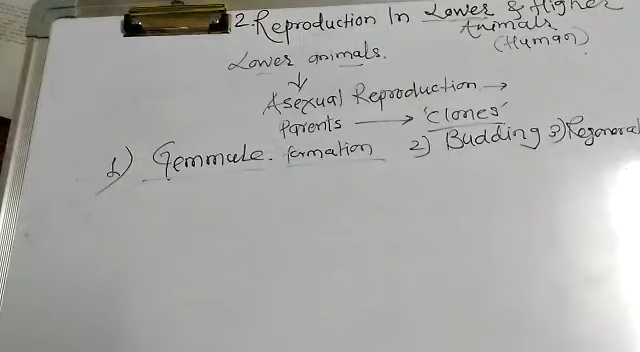 2. Reproduction In Lower & Higher
Animals
(Human)
Lower animals.
Asexual Reproduction →
Parents → 'Clones'
1) Gemmule. formation 2) Budding 3) Regenerat